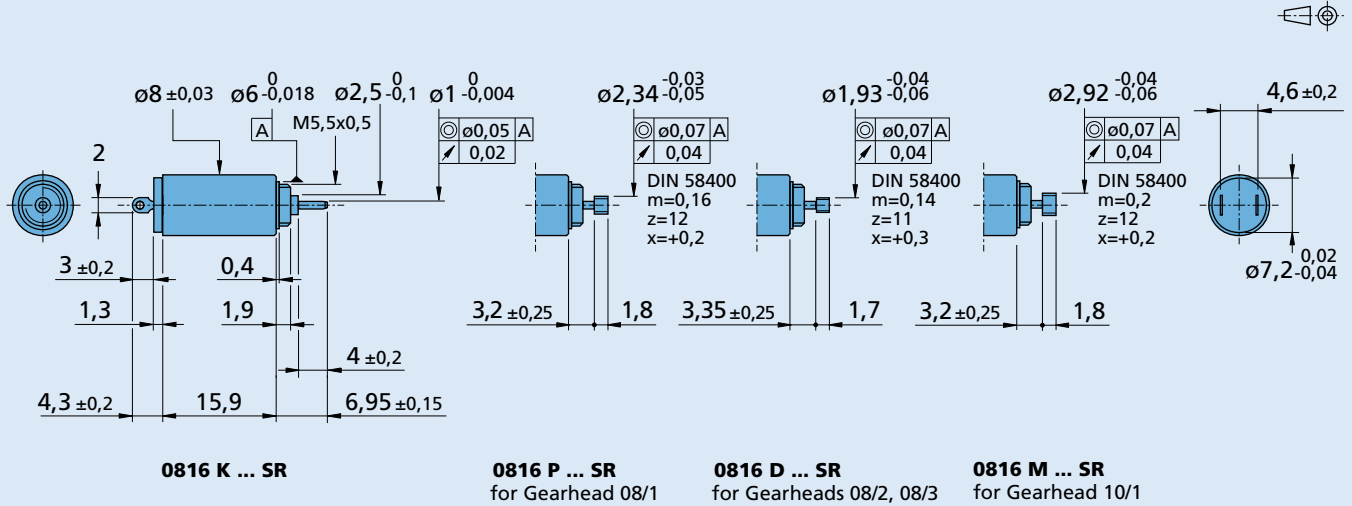 ø8 ±0,03
ø6 0 -0,018
A
M5,5x0,5
ø2,5 0 -0,1
ø1 0 -0,004
ø0,05 A
0,02
2
3 ±0,2
0,4
1,3
1,9
4 ±0,2
4,3 ±0,2
15,9
6,95 ±0,15
0816 K ... SR
ø2,34 -0,03 -0,05
ø0,07 A
0,04
DIN 58400
m=0,16
z=12
x=+0,2
3,2 ±0,25
1,8
0816 P ... SR
for Gearhead 08/1
ø1,93 -0,04 -0,06
ø0,07 A
0,04
DIN 58400
m=0,14
z=11
x=+0,3
3,35 ±0,25
1,7
0816 D ... SR
for Gearheads 08/2, 08/3
ø2,92 -0,04 -0,06
ø0,07 A
0,04
DIN 58400
m=0,2
z=12
x=+0,2
3,2 ±0,25
1,8
0816 M ... SR
for Gearhead 10/1
4,6 ±0,2
ø7,2 0,02 -0,04